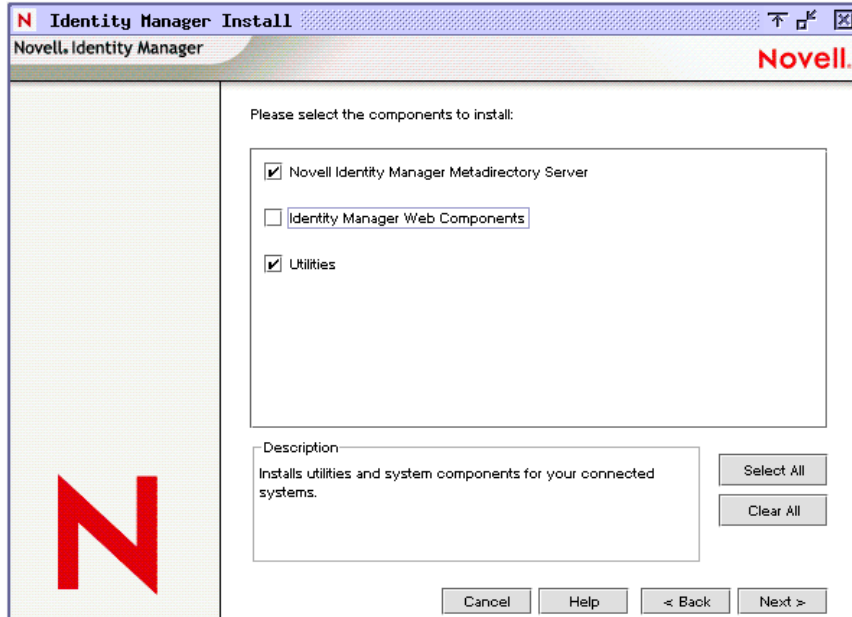 N Identity Manager Install
Novell. Identity Manager
Novell.
Please select the components to install:
Novell Identity Manager Metadirectory Server
Identity Manager Web Components
Utilities
Description
Installs utilities and system components for your connected
systems.
Select All
Clear All
N
Cancel Help < Back Next >